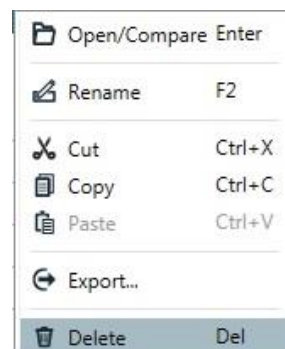 Open/Compare Enter
Rename F2
Cut Ctrl+X
Copy Ctrl+C
Paste Ctrl+V
Export...
Delete Del